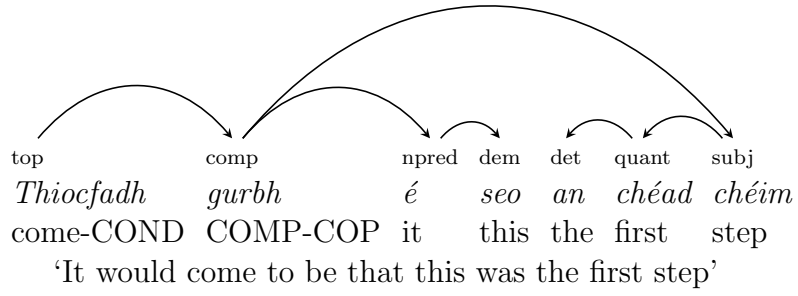 top comp npred dem det quant subj
Thiocfadh gurbh é seo an chéad chéim
come-COND COMP-COP it this the first step
‘It would come to be that this was the first step’